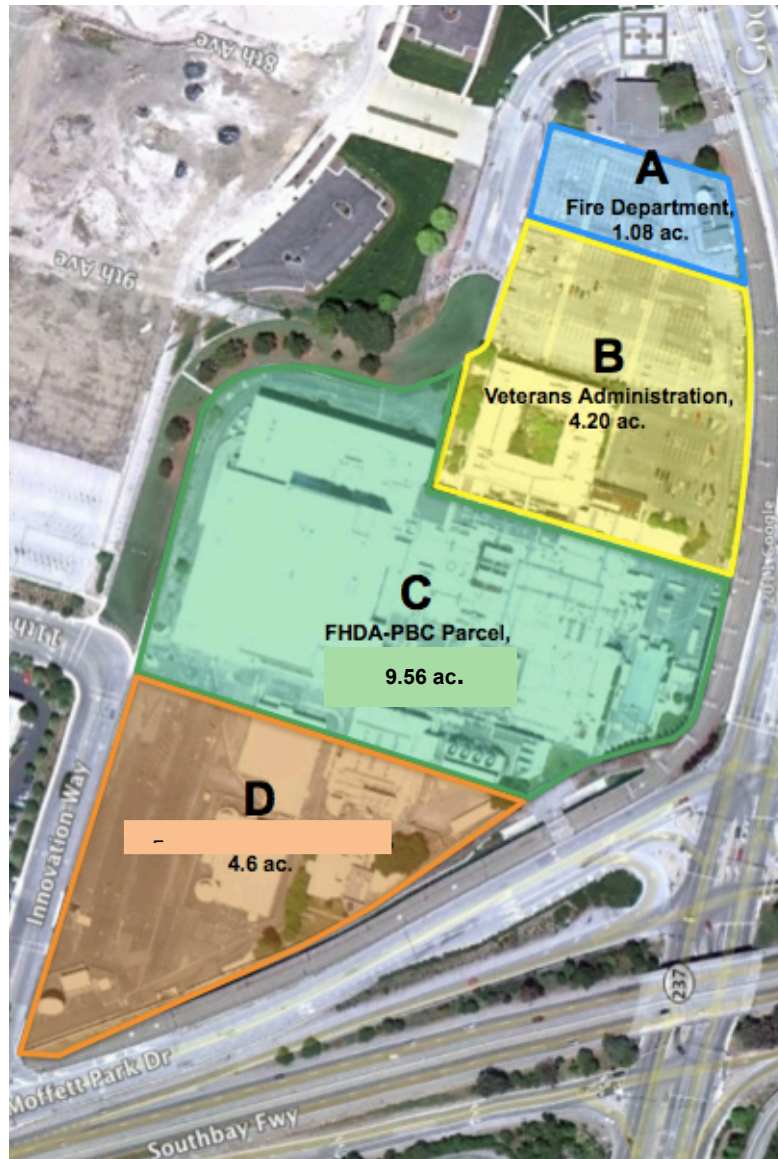 8th Ave
Goo
A
Fire Department,
1.08 ac.
9th Ave
B
Veterans Administration,
4.20 ac.
C
FHDA-PBC Parcel,
9.56 ac.
11th
D
4.6 ac.
Innovation Way
237
Moffett Park Dr
Southbay Fwy